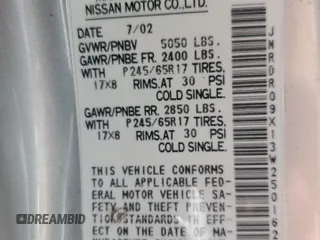 NISSAN MOTOR CO., LTD.
DATE 7/02
GVWR/PNBV 5050 LBS.
GAWR/PNBE FR. 2400 LBS.
WITH P245/65R17 TIRES,
17X8 RIMS.AT 30 PSI
COLD SINGLE.
GAWR/PNBE RR. 2850 LBS.
WITH P245/65R17 TIRES,
17X8 RIMS.AT 30 PSI
COLD SINGLE.
THIS VEHICLE CONFORMS
TO ALL APPLICABLE FED-
ERAL MOTOR VEHICLE SA-
FETY AND THEFT PREVEN-
TION STANDARDS IN EFF-
ECT ON THE DATE OF MA-
DREAMBID